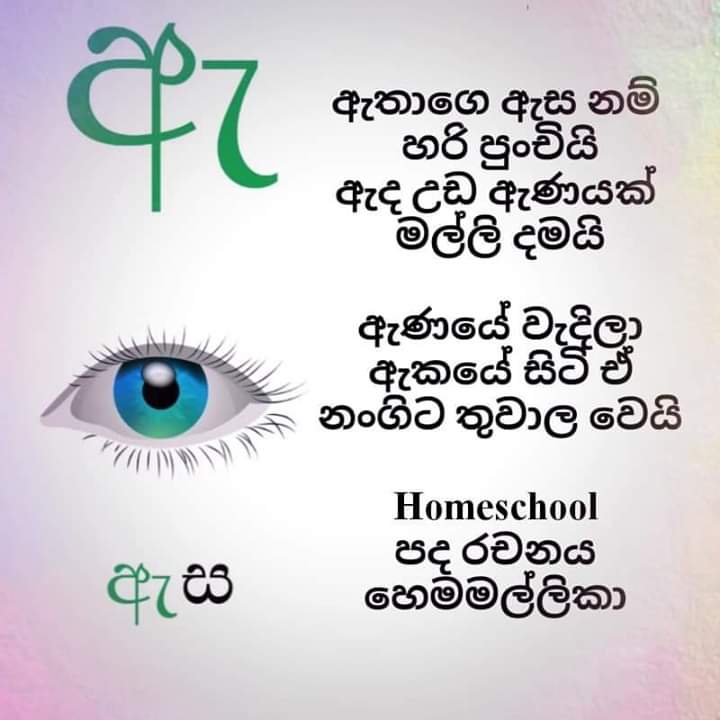 ඇ
ඇතාගෙ ඇස නම්
හරි පුංචියි
ඇද උඩ ඇණයක්
මල්ලි දමයි
ඇණයේ වැදිලා
ඇකයේ සිටි ඒ
නංගිට තුවාල වෙයි
Homeschool
පද රචනය
හෙමමල්ලිකා
ඇස